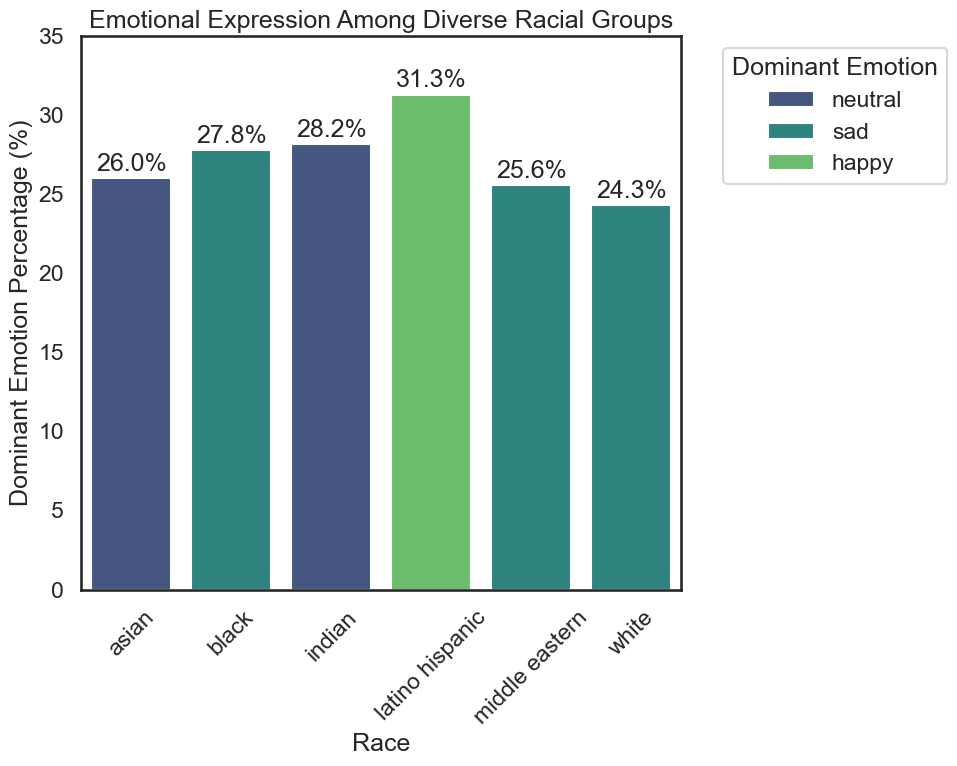 Emotional Expression Among Diverse Racial Groups
Dominant Emotion Percentage (%)
35
30
25
20
15
10
5
0
26.0%
27.8%
28.2%
31.3%
25.6%
24.3%
asian
black
indian
latino hispanic
middle eastern
white
Race
Dominant Emotion
neutral
sad
happy